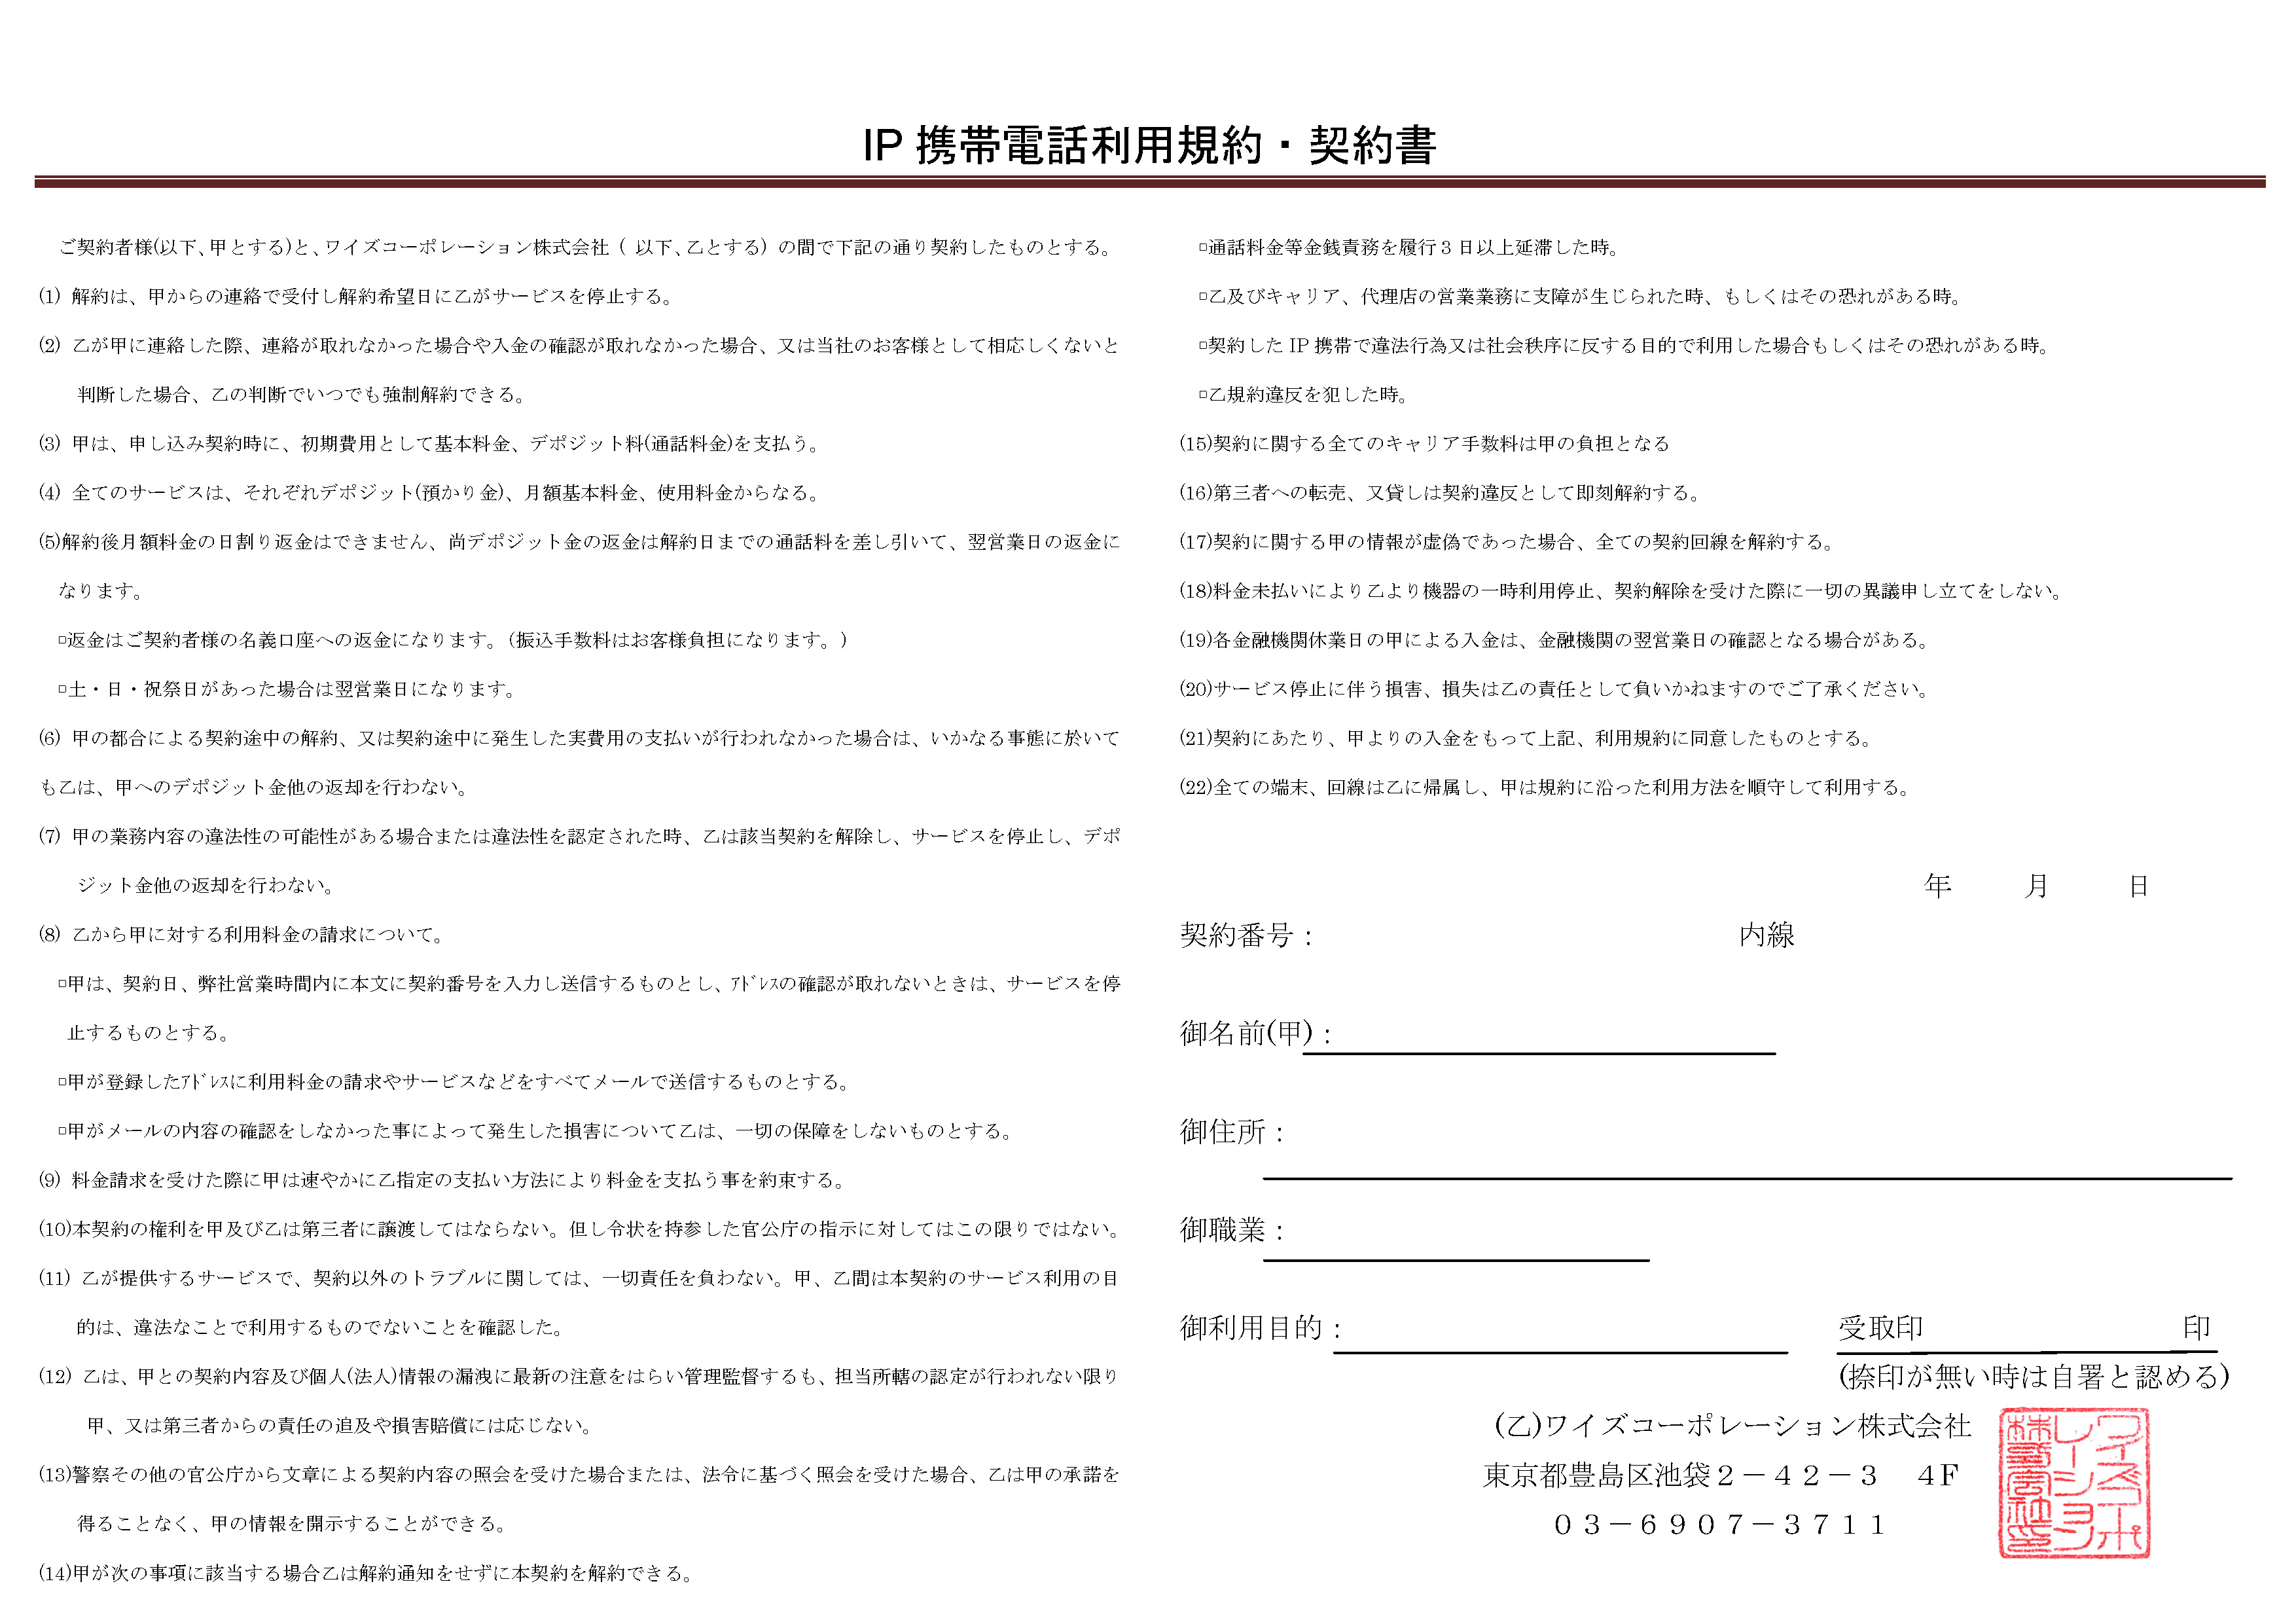 IP 携帯電話利用規約・契約書
ご契約者様(以下、甲とする)と、ワイズコーポレーション株式会社（ 以下、乙とする）の間で下記の通り契約したものとする。
(1) 解約は、甲からの連絡で受付し解約希望日に乙がサービスを停止する。
(2) 乙が甲に連絡した際、連絡が取れなかった場合や入金の確認が取れなかった場合、又は当社のお客様として相応しくないと
判断した場合、乙の判断でいつでも強制解約できる。
(3) 甲は、申し込み契約時に、初期費用として基本料金、デポジット料(通話料金)を支払う。
(4) 全てのサービスは、それぞれデポジット(預かり金)、月額基本料金、使用料金からなる。
(5)解約後月額料金の日割り返金はできません、尚デポジット金の返金は解約日までの通話料を差し引いて、翌営業日の返金に
なります。
□返金はご契約者様の名義口座への返金になります。（振込手数料はお客様負担になります。）
□土・日・祝祭日があった場合は翌営業日になります。
(6) 甲の都合による契約途中の解約、又は契約途中に発生した実費用の支払いが行われなかった場合は、いかなる事態に於いて
も乙は、甲へのデポジット金他の返却を行わない。
(7) 甲の業務内容の違法性の可能性がある場合または違法性を認定された時、乙は該当契約を解除し、サービスを停止し、デポ
ジット金他の返却を行わない。
(8) 乙から甲に対する利用料金の請求について。
□甲は、契約日、弊社営業時間内に本文に契約番号を入力し送信するものとし、ｱﾄﾞﾚｽの確認が取れないときは、サービスを停
止するものとする。
□甲が登録したｱﾄﾞﾚｽに利用料金の請求やサービスなどをすべてメールで送信するものとする。
□甲がメールの内容の確認をしなかった事によって発生した損害について乙は、一切の保障をしないものとする。
(9) 料金請求を受けた際に甲は速やかに乙指定の支払い方法により料金を支払う事を約束する。
(10)本契約の権利を甲及び乙は第三者に譲渡してはならない。但し令状を持参した官公庁の指示に対してはこの限りではない。
(11) 乙が提供するサービスで、契約以外のトラブルに関しては、一切責任を負わない。甲、乙間は本契約のサービス利用の目
的は、違法なことで利用するものでないことを確認した。
(12) 乙は、甲との契約内容及び個人(法人)情報の漏洩に最新の注意をはらい管理監督するも、担当所轄の認定が行われない限り
甲、又は第三者からの責任の追及や損害賠償には応じない。
(13)警察その他の官公庁から文章による契約内容の照会を受けた場合または、法令に基づく照会を受けた場合、乙は甲の承諾を
得ることなく、甲の情報を開示することができる。
(14)甲が次の事項に該当する場合乙は解約通知をせずに本契約を解約できる。
□通話料金等金銭責務を履行３日以上延滞した時。
□乙及びキャリア、代理店の営業業務に支障が生じられた時、もしくはその恐れがある時。
□契約した IP 携帯で違法行為又は社会秩序に反する目的で利用した場合もしくはその恐れがある時。
□乙規約違反を犯した時。
(15)契約に関する全てのキャリア手数料は甲の負担となる
(16)第三者への転売、又貸しは契約違反として即刻解約する。
(17)契約に関する甲の情報が虚偽であった場合、全ての契約回線を解約する。
(18)料金未払いにより乙より機器の一時利用停止、契約解除を受けた際に一切の異議申し立てをしない。
(19)各金融機関休業日の甲による入金は、金融機関の翌営業日の確認となる場合がある。
(20)サービス停止に伴う損害、損失は乙の責任として負いかねますのでご了承ください。
(21)契約にあたり、甲よりの入金をもって上記、利用規約に同意したものとする。
(22)全ての端末、回線は乙に帰属し、甲は規約に沿った利用方法を順守して利用する。
年 月 日
契約番号： 内線
御名前(甲)：
御住所：
御職業：
御利用目的： 受取印 印
(捺印が無い時は自署と認める)
(乙)ワイズコーポレーション株式会社
東京都豊島区池袋２－４２－３ ４F
０３－６９０７－３７１１
ワイズコーポ
レーション
株式会社印